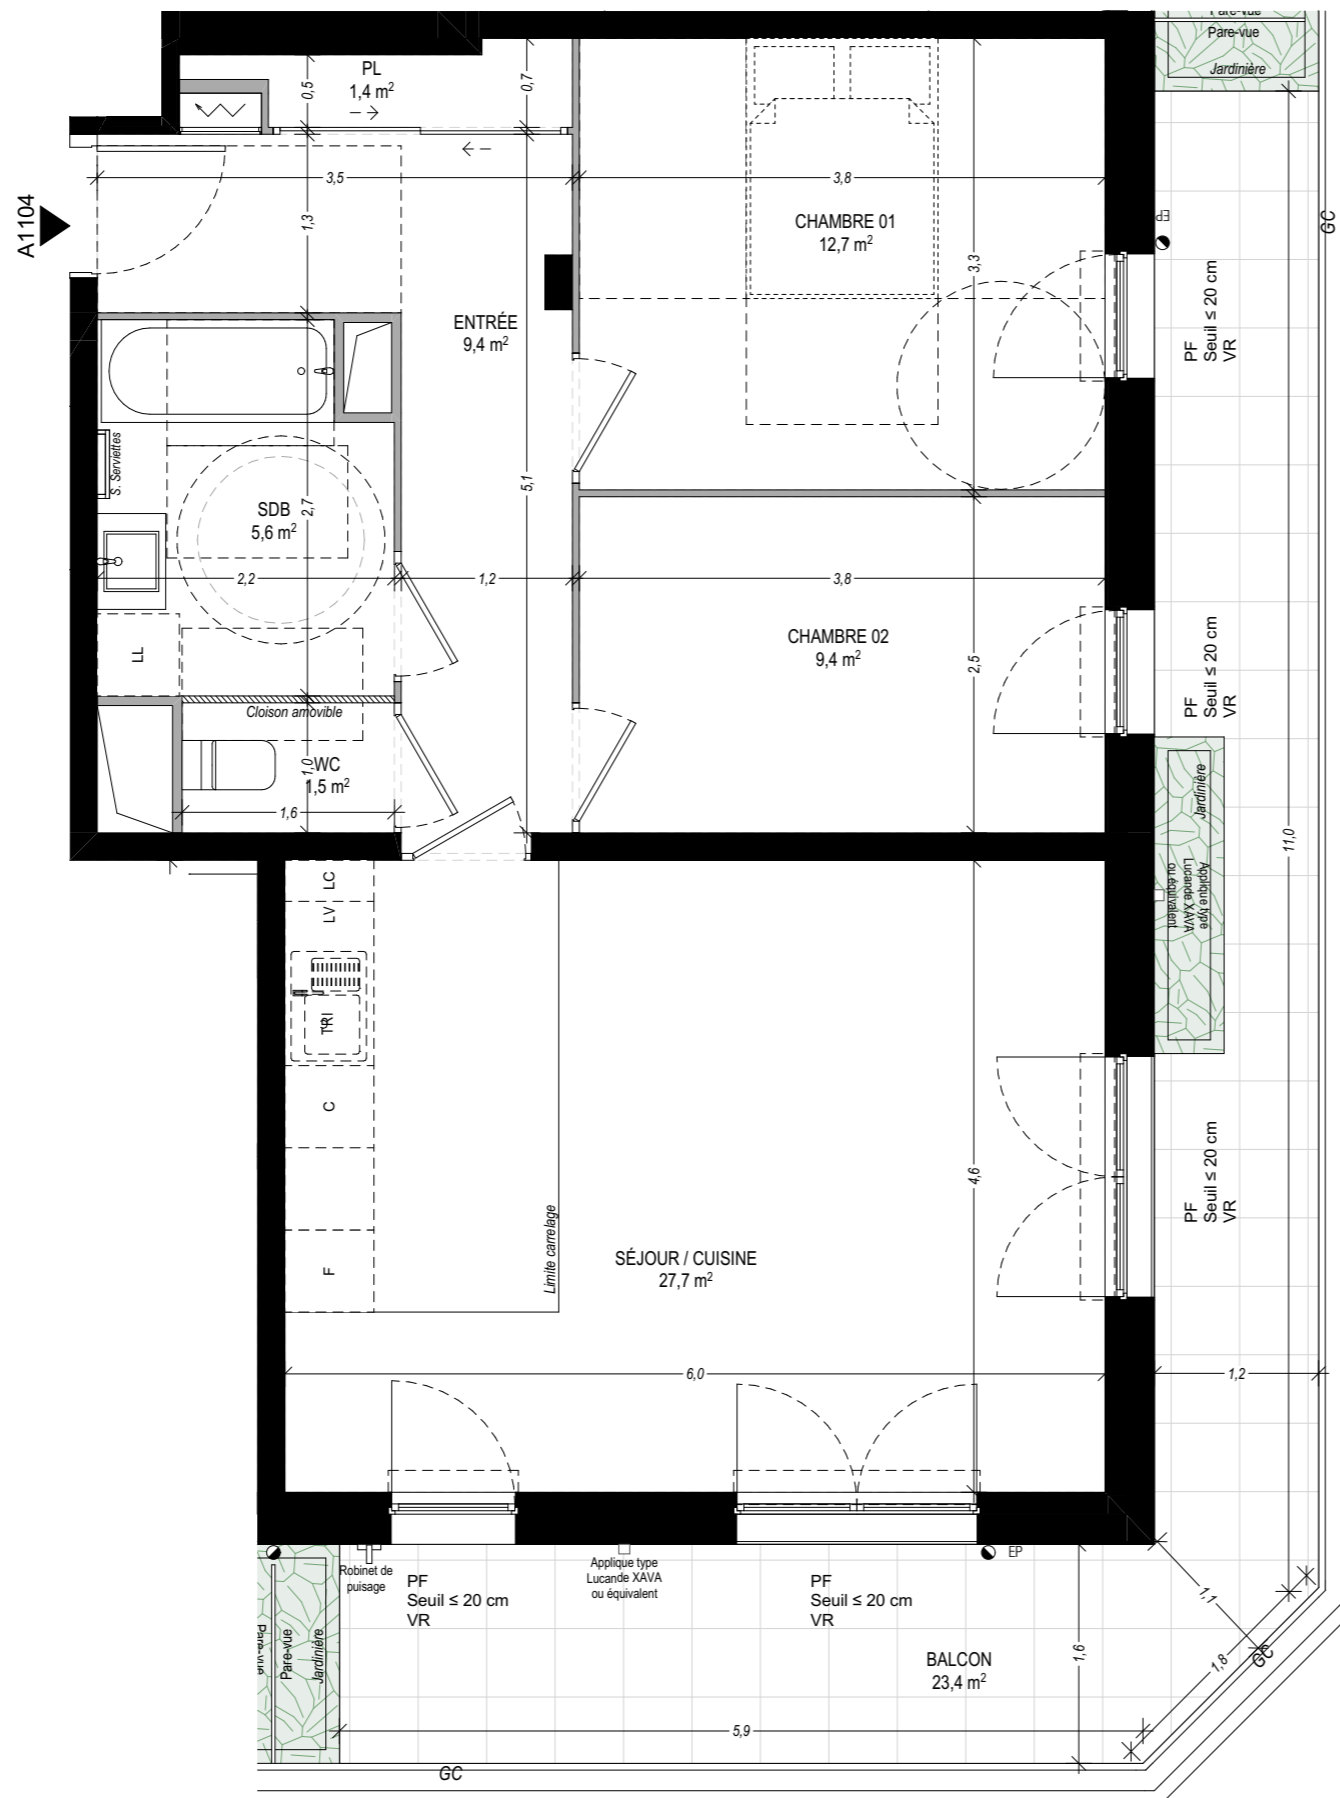 Pare-vue
Pare-vue
Jardinière
PL
1,4 m²
0,5
0,7
3,5
3,8
A1104
1,3
CHAMBRE 01
12,7 m²
3,3
EP
GC
PF
Seuil ≤ 20 cm
VR
ENTRÉE
9,4 m²
S. Serviettes
SDB
5,6 m²
2,7
5,1
2,2
1,2
3,8
LL
CHAMBRE 02
9,4 m²
2,5
PF
Seuil ≤ 20 cm
VR
Cloison amovible
WC
1,5 m²
1,0
1,6
Jardinière
Applique type
Lucande XAVA
ou équivalent
11,0
LC
LV
TRI
C
F
Limite carrelage
SÉJOUR / CUISINE
27,7 m²
4,6
PF
Seuil ≤ 20 cm
VR
6,0
1,2
Robinet de
puisage
PF
Seuil ≤ 20 cm
VR
Applique type
Lucande XAVA
ou équivalent
PF
Seuil ≤ 20 cm
VR
EP
1,1
1,8
GC
1,6
BALCON
23,4 m²
Pare-vue
Pare-vue
Jardinière
5,9
GC